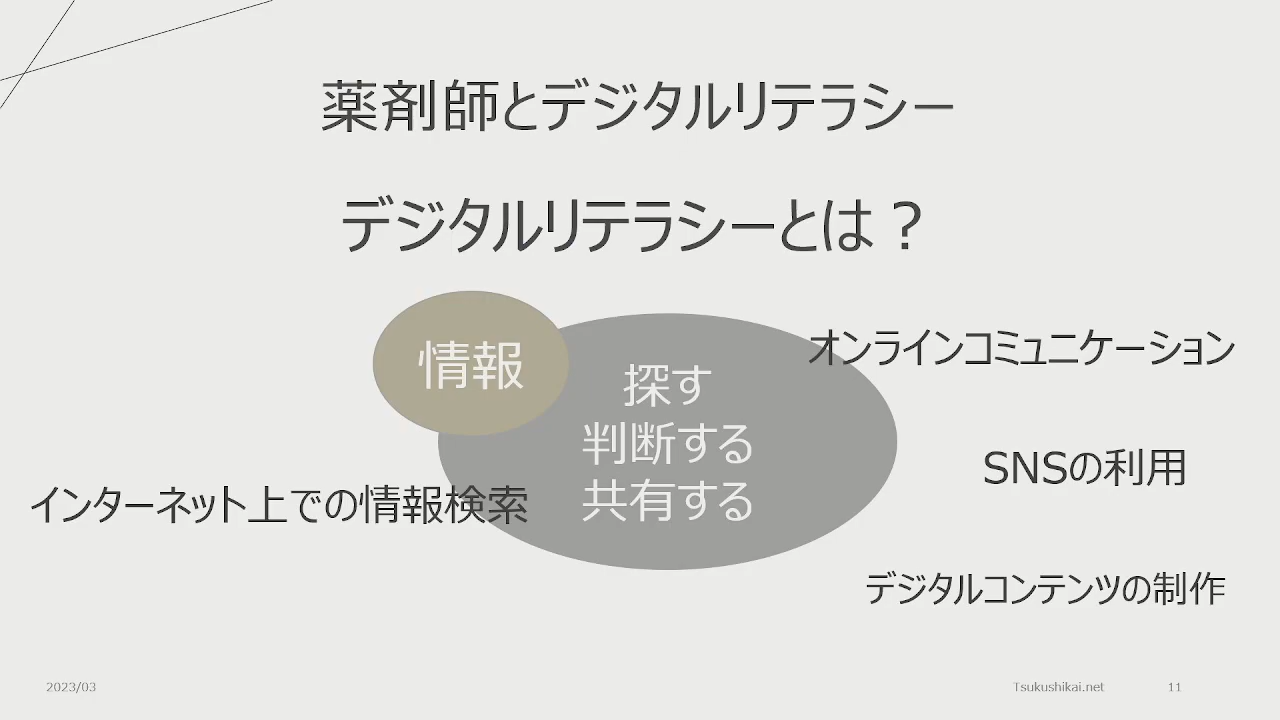 薬剤師とデジタルリテラシー
デジタルリテラシーとは？
情報
探す
判断する
共有する
オンラインコミュニケーション
SNSの利用
インターネット上での情報検索
デジタルコンテンツの制作
2023/03
Tsukushikai.net
11